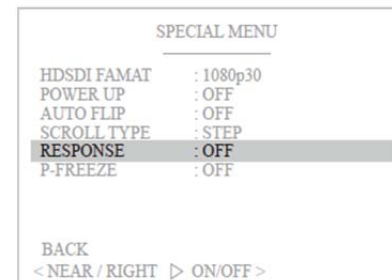 SPECIAL MENU
HDSDI FAMAT : 1080p30
POWER UP : OFF
AUTO FLIP : OFF
SCROLL TYPE : STEP
RESPONSE : OFF
P-FREEZE : OFF
BACK
< NEAR / RIGHT ▷ ON/OFF >